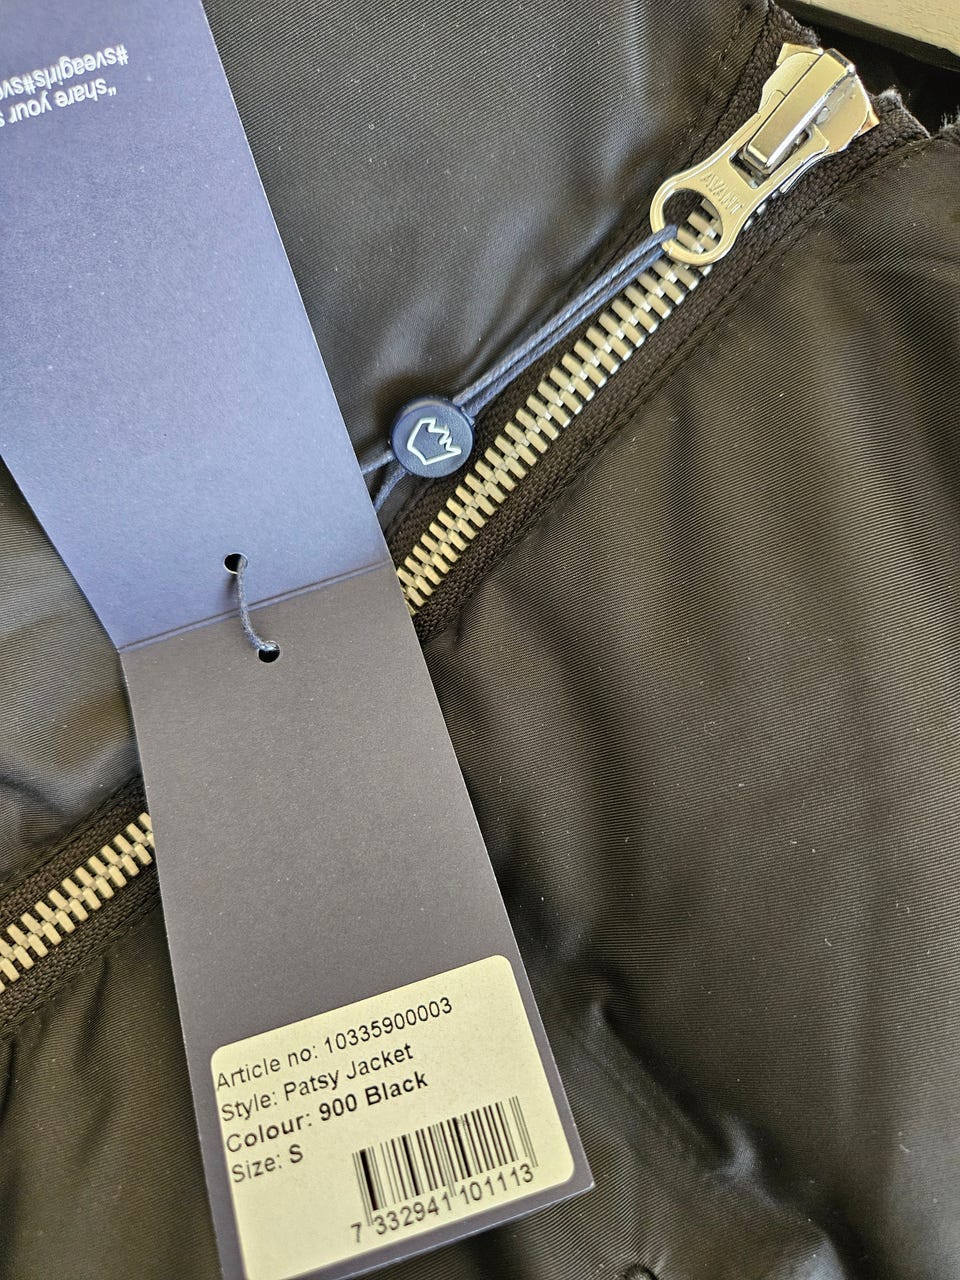 "share your s
#sveagirls#sve
AVANT
Article no: 10335900003
Style: Patsy Jacket
Colour: 900 Black
Size: S
7 332941 101113